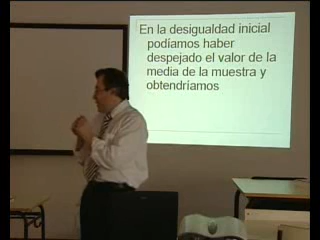 En la desigualdad inicial
podíamos haber
despejado el valor de la
media de la muestra y
obtendríamos